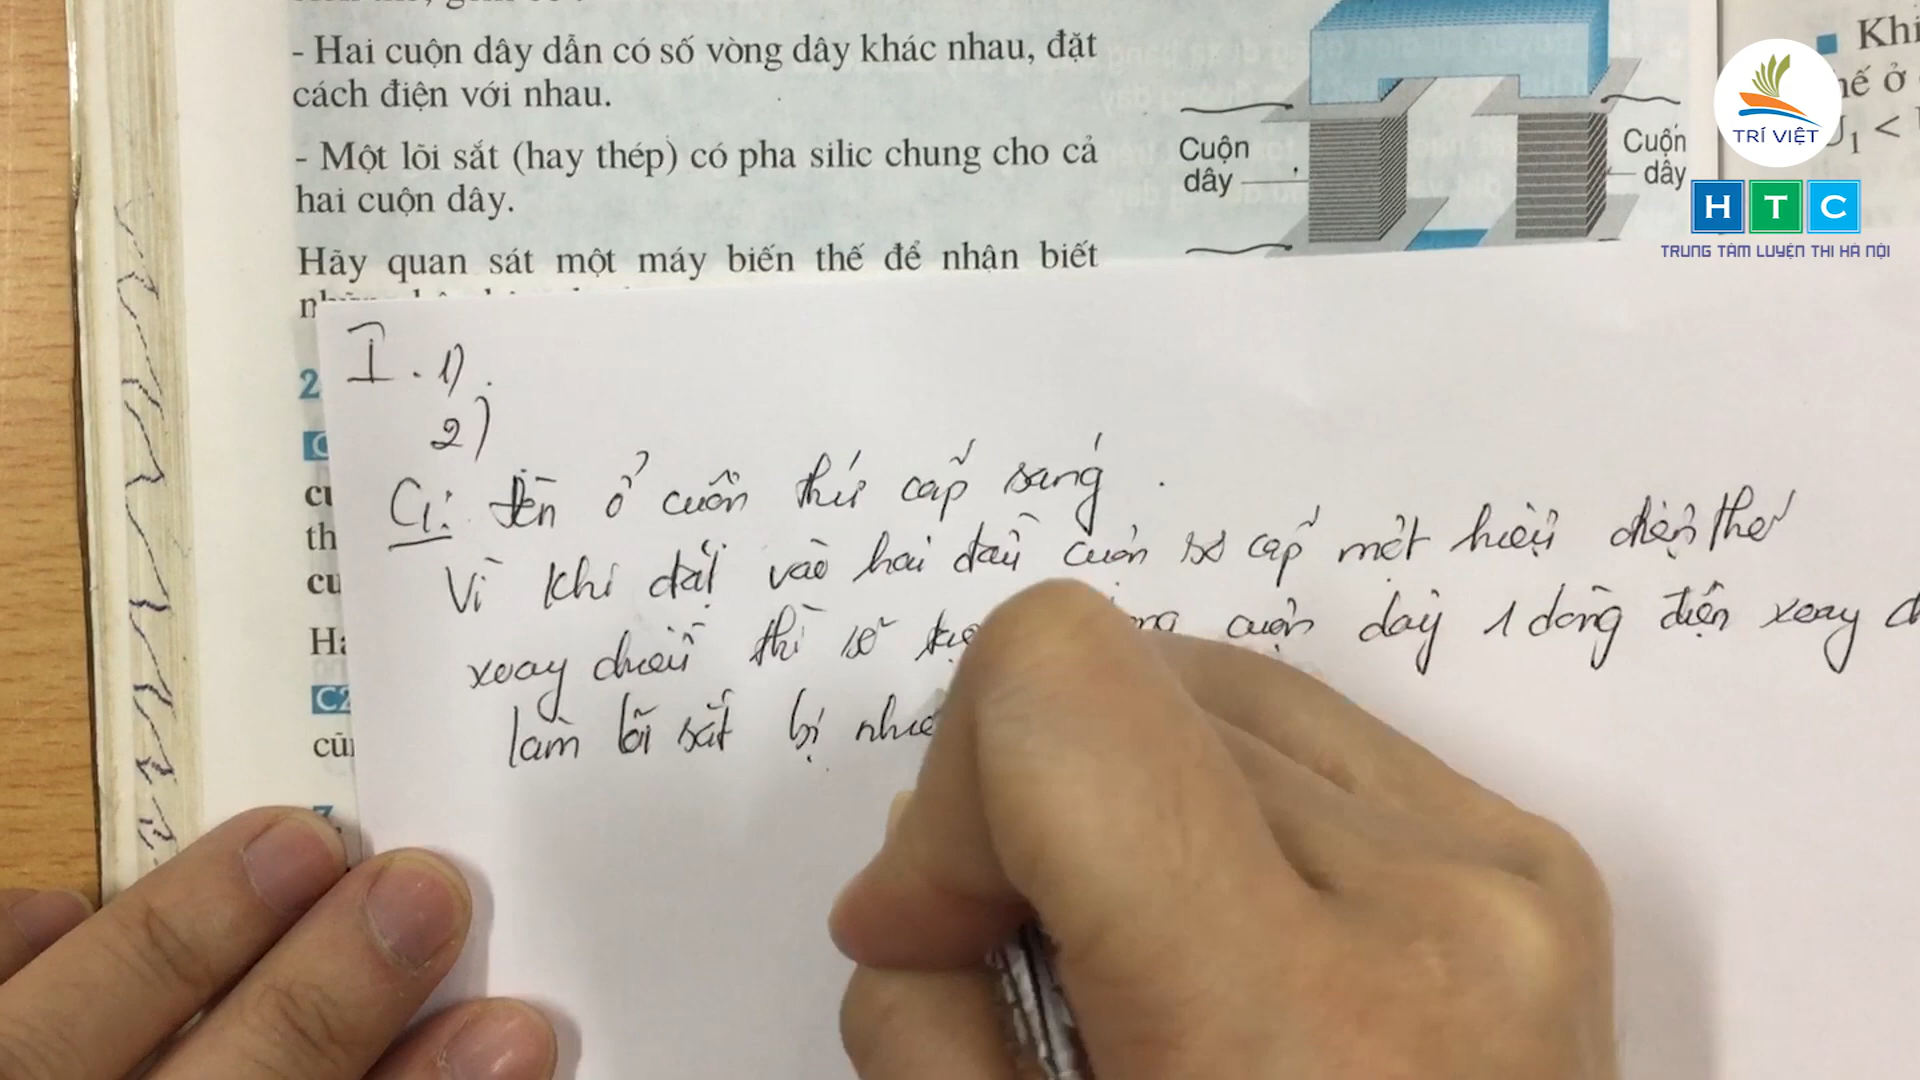 - Hai cuộn dây dẫn có số vòng dây khác nhau, đặt
cách điện với nhau.
- Một lõi sắt (hay thép) có pha silic chung cho cả
hai cuộn dây.
Hãy quan sát một máy biến thế để nhận biết
Cuộn
dây
Cuộn
dây
Khi
U1 <
TRÍ VIỆT
H T C
TRUNG TÂM LUYỆN THI HÀ NỘI
2
C2
I. 1)
2)
C1: Đèn ở cuộn thứ cấp sáng.
Vì khi đặt vào hai đầu cuộn sơ cấp một hiệu điện thế
xoay chiều thì sẽ cuộn dây 1 dòng điện xoay
làm lõi sắt bị